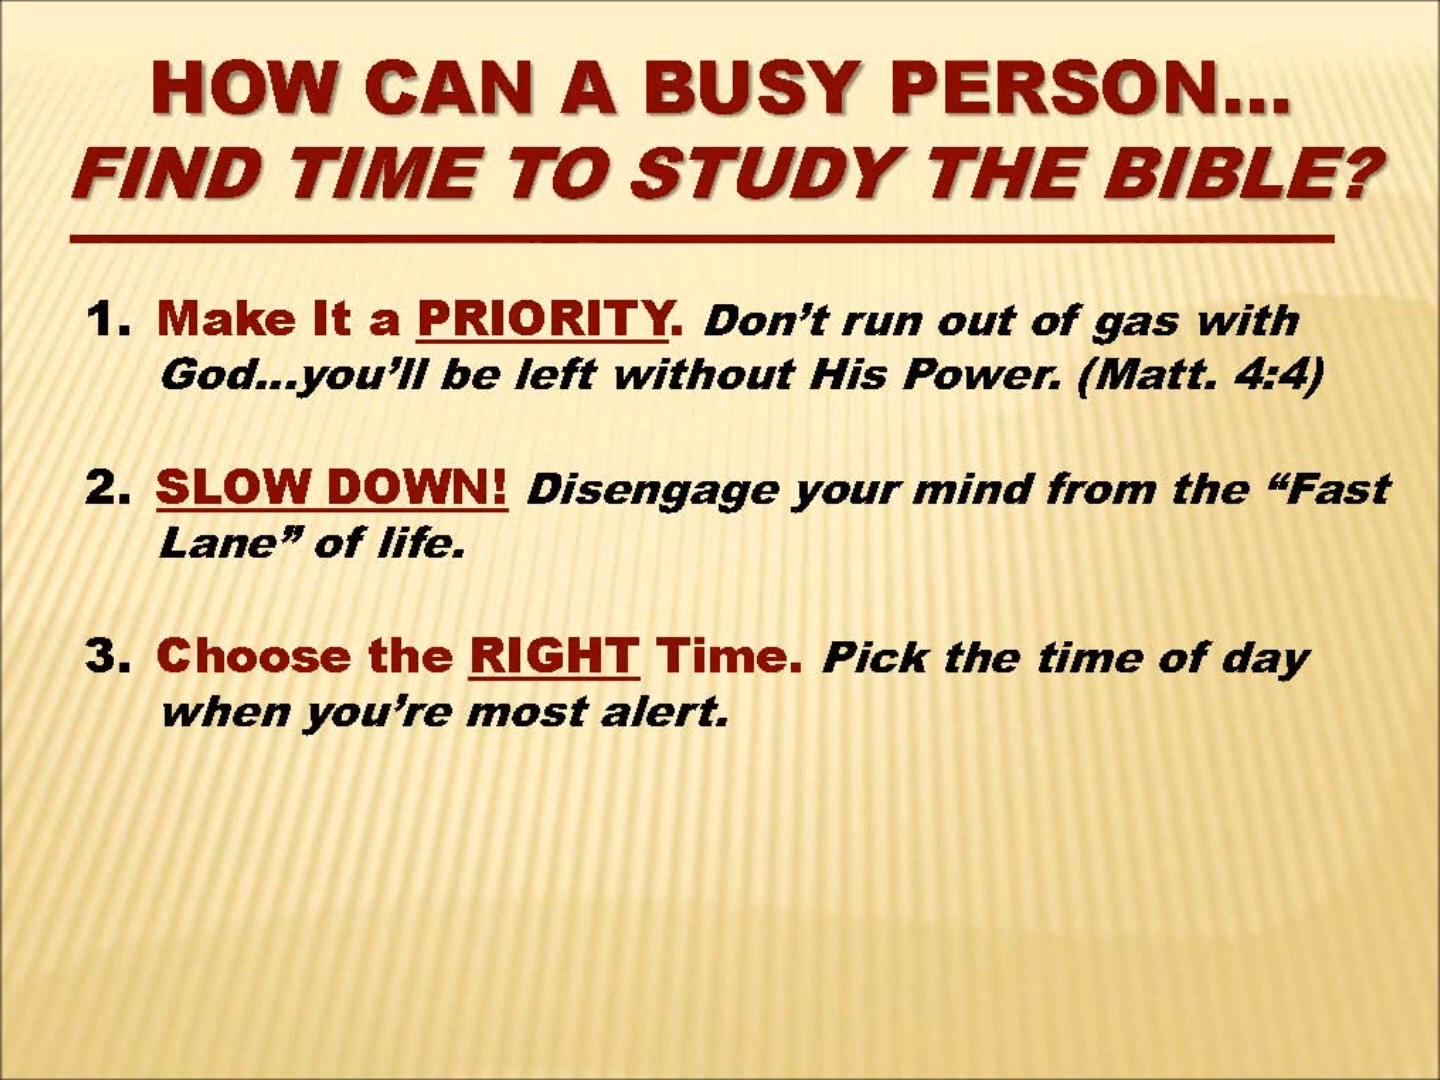 HOW CAN A BUSY PERSON...
FIND TIME TO STUDY THE BIBLE?
1. Make It a PRIORITY. Don’t run out of gas with
God...you’ll be left without His Power. (Matt. 4:4)
2. SLOW DOWN! Disengage your mind from the “Fast
Lane” of life.
3. Choose the RIGHT Time. Pick the time of day
when you’re most alert.